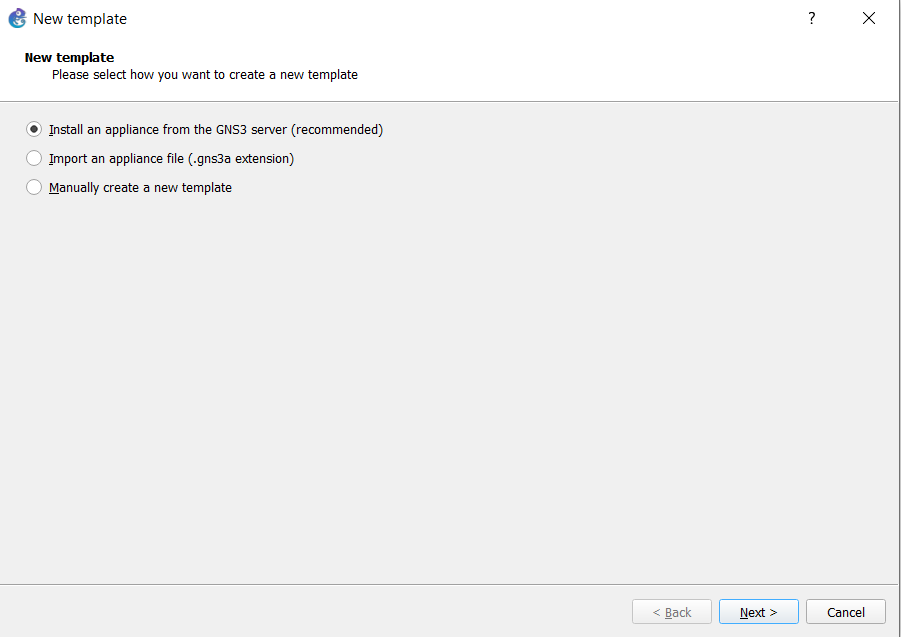 New template
?
New template
Please select how you want to create a new template
Install an appliance from the GNS3 server (recommended)
Import an appliance file (.gns3a extension)
Manually create a new template
< Back
Next >
Cancel